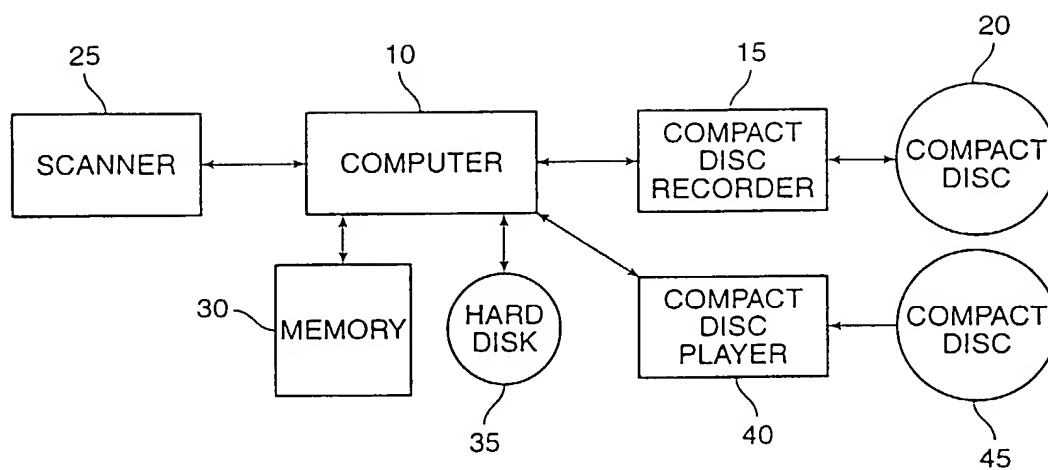 25
10
15
20
SCANNER
COMPUTER
COMPACT
DISC
RECORDER
COMPACT
DISC
30
MEMORY
HARD
DISK
COMPACT
DISC
PLAYER
COMPACT
DISC
35
40
45